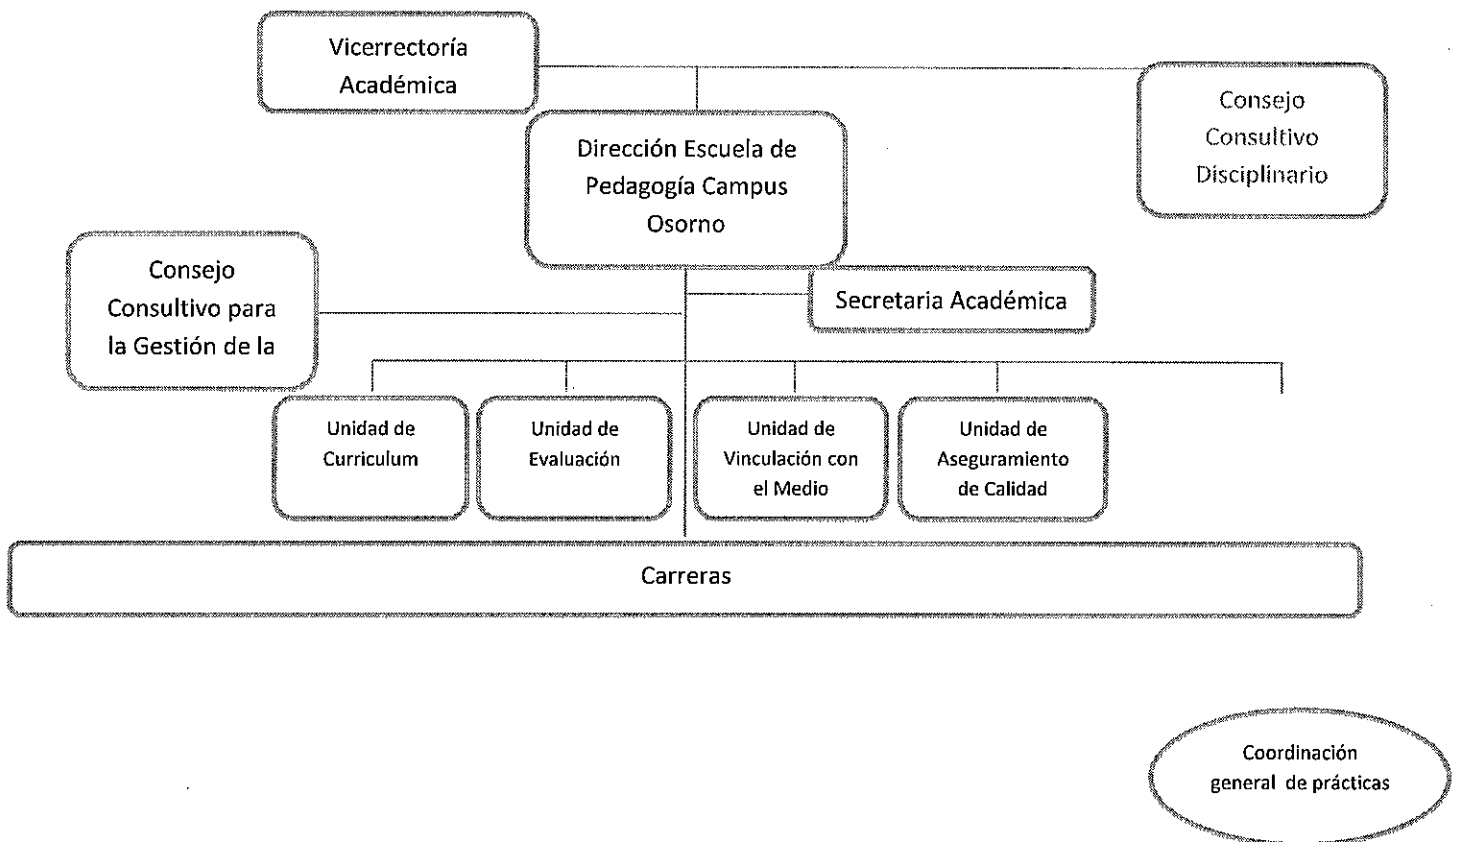 Vicerrectoría
Académica
Consejo
Consultivo
Disciplinario
Dirección Escuela de
Pedagogía Campus
Osorno
Consejo
Consultivo para
la Gestión de la
Secretaria Académica
Unidad de
Curriculum
Unidad de
Evaluación
Unidad de
Vinculación con
el Medio
Unidad de
Aseguramiento
de Calidad
Carreras
Coordinación
general de prácticas